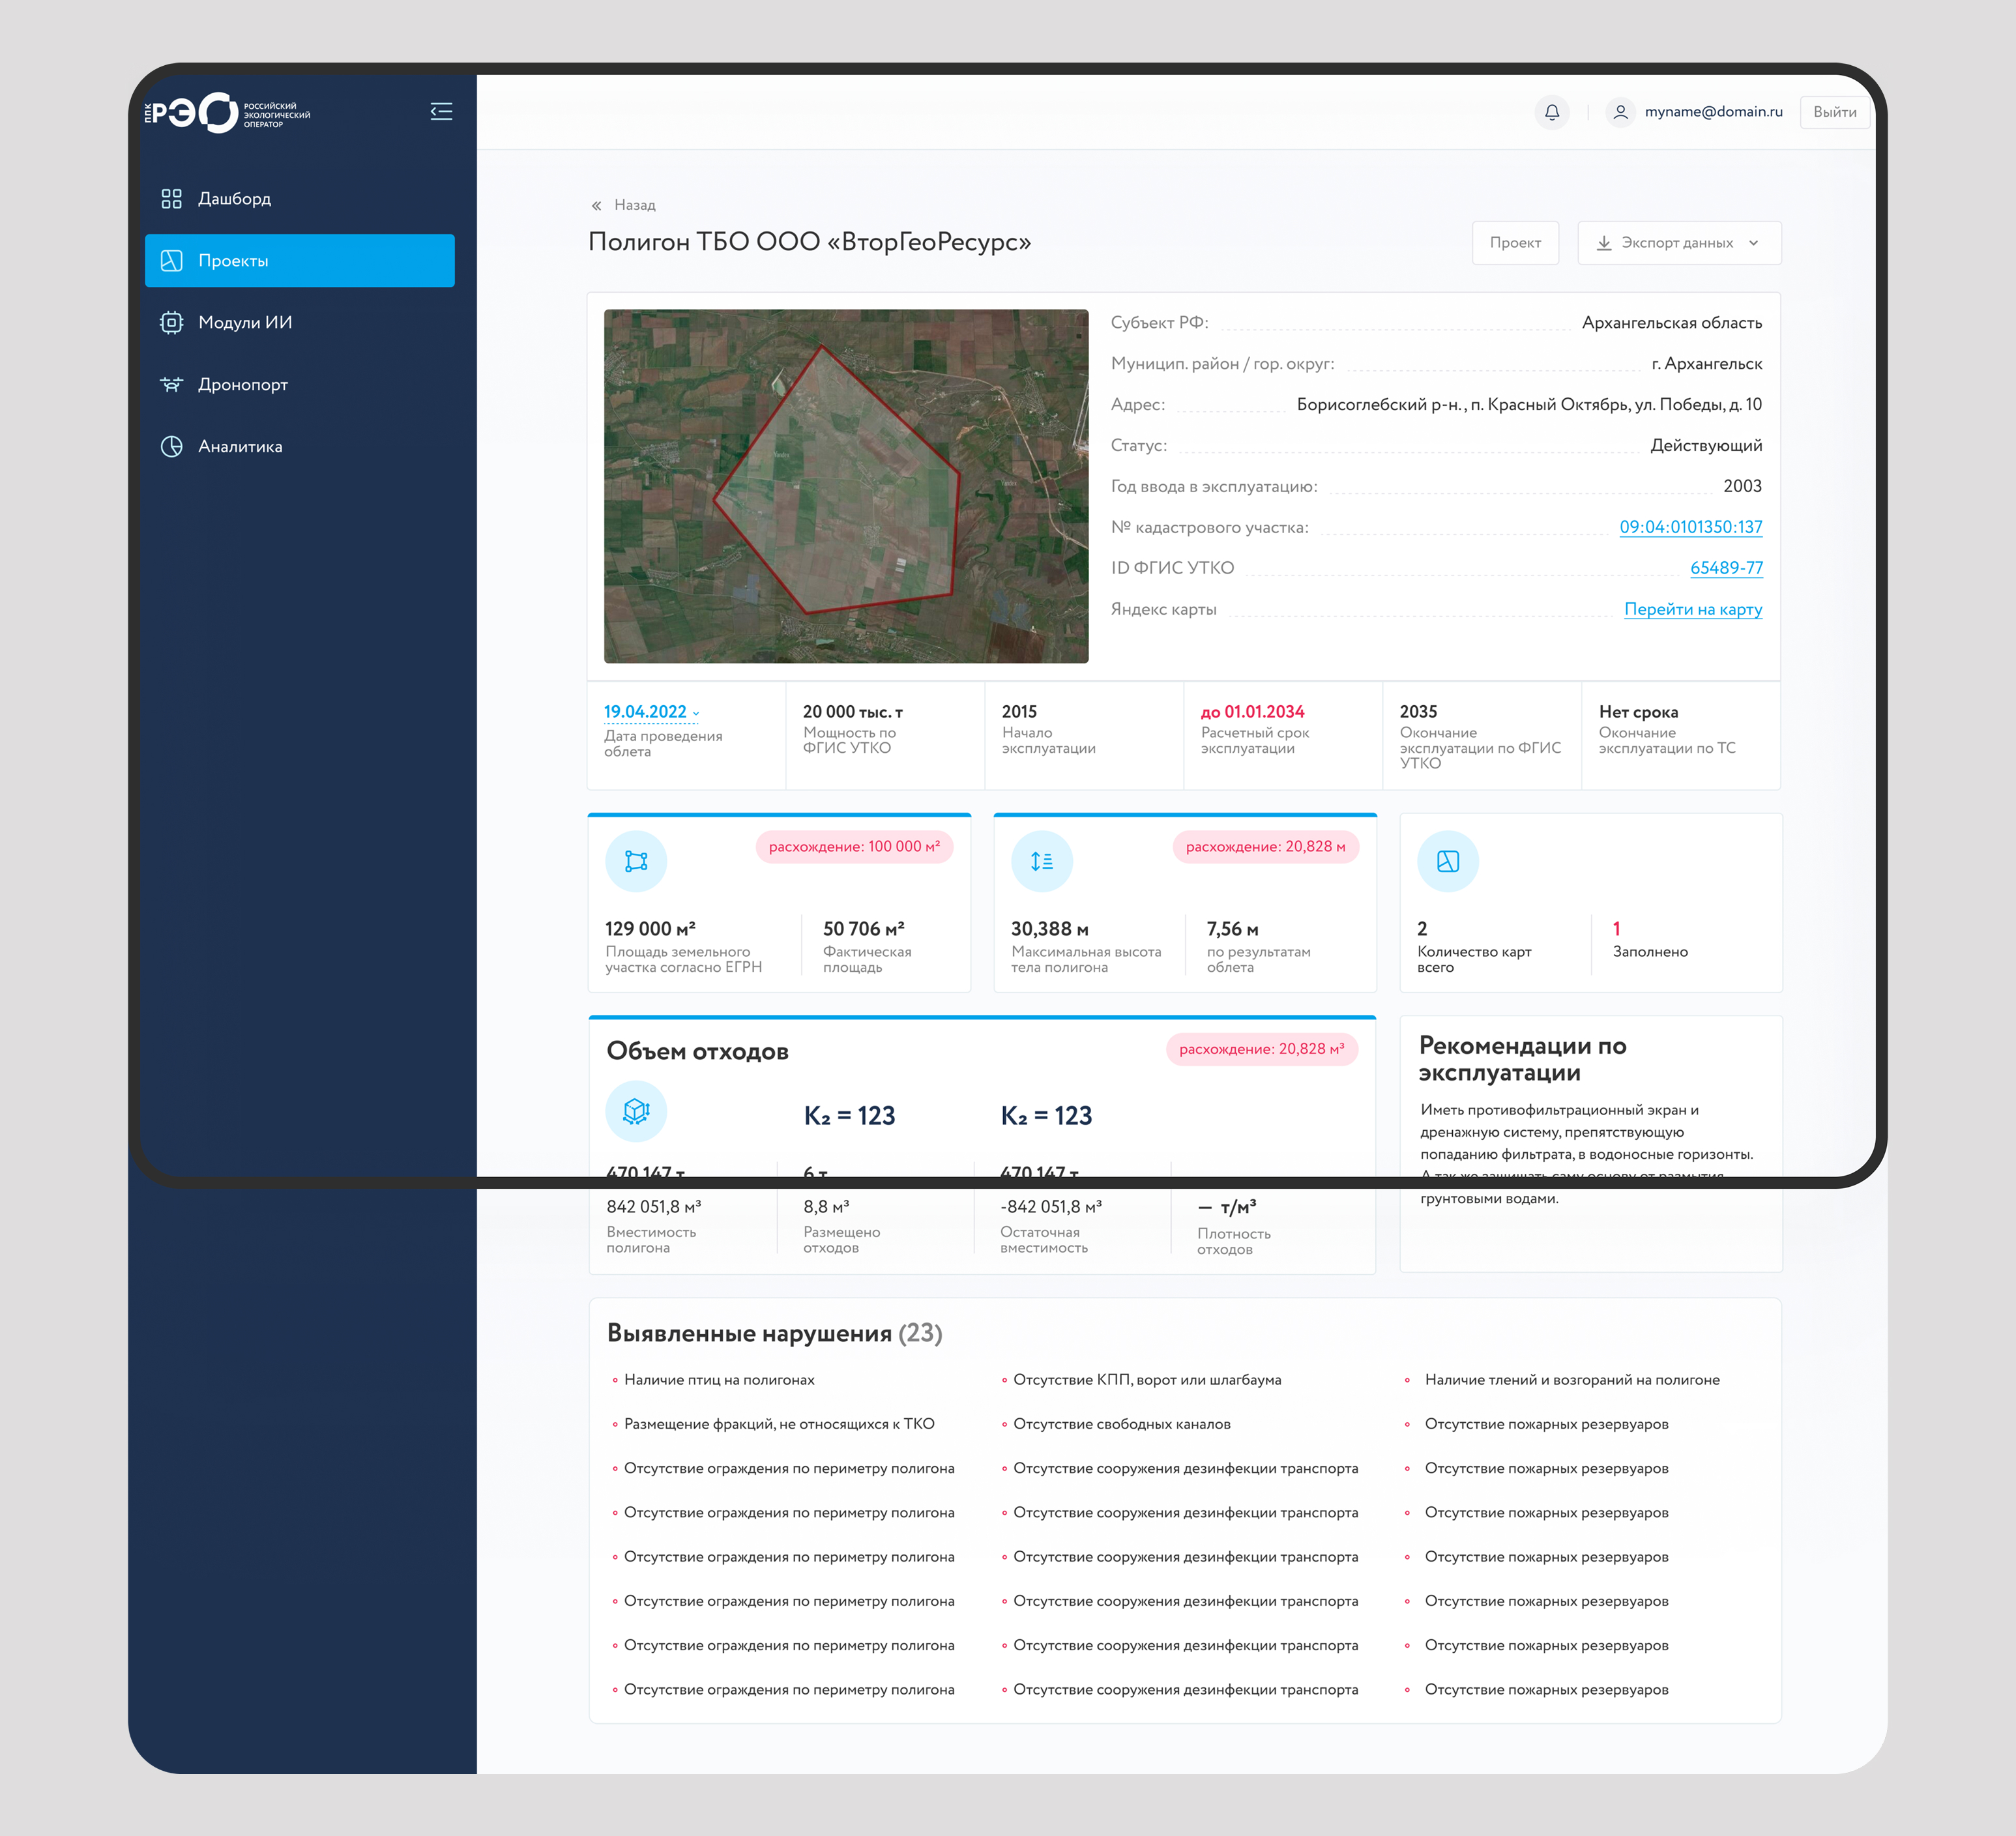 ППК РЭО
РОССИЙСКИЙ
ЭКОЛОГИЧЕСКИЙ
ОПЕРАТОР
myname@domain.ru
Выйти
Дашборд
Проекты
Модули ИИ
Дронопорт
Аналитика
« Назад
Полигон ТБО ООО «ВторГеоРесурс»
Проект
Экспорт данных
Субъект РФ: Архангельская область
Муницип. район / гор. округ: г. Архангельск
Адрес: Борисоглебский р-н., п. Красный Октябрь, ул. Победы, д. 10
Статус: Действующий
Год ввода в эксплуатацию: 2003
№ кадастрового участка: 09:04:0101350:137
ID ФГИС УТКО 65489-77
Яндекс карты Перейти на карту
19.04.2022
Дата проведения
облета
20 000 тыс. т
Мощность по
ФГИС УТКО
2015
Начало
эксплуатации
до 01.01.2034
Расчетный срок
эксплуатации
2035
Окончание
эксплуатации по ФГИС
УТКО
Нет срока
Окончание
эксплуатации по ТС
расхождение: 100 000 м²
129 000 м²
Площадь земельного
участка согласно ЕГРН
50 706 м²
Фактическая
площадь
расхождение: 20,828 м
30,388 м
Максимальная высота
тела полигона
7,56 м
по результатам
облета
2
Количество карт
всего
1
Заполнено
Объем отходов
расхождение: 20,828 м³
K₂ = 123
K₂ = 123
470 147 т
842 051,8 м³
Вместимость
полигона
6 т
8,8 м³
Размещено
отходов
470 147 т
-842 051,8 м³
Остаточная
вместимость
— т/м³
Плотность
отходов
Рекомендации по
эксплуатации
Иметь противофильтрационный экран и
дренажную систему, препятствующую
попаданию фильтрата, в водоносные горизонты.
А так же защищать саму основу от размытия
грунтовыми водами.
Выявленные нарушения (23)
Наличие птиц на полигонах
Размещение фракций, не относящихся к ТКО
Отсутствие ограждения по периметру полигона
Отсутствие ограждения по периметру полигона
Отсутствие ограждения по периметру полигона
Отсутствие ограждения по периметру полигона
Отсутствие ограждения по периметру полигона
Отсутствие ограждения по периметру полигона
Отсутствие КПП, ворот или шлагбаума
Отсутствие свободных каналов
Отсутствие сооружения дезинфекции транспорта
Отсутствие сооружения дезинфекции транспорта
Отсутствие сооружения дезинфекции транспорта
Отсутствие сооружения дезинфекции транспорта
Отсутствие сооружения дезинфекции транспорта
Отсутствие сооружения дезинфекции транспорта
Наличие тлений и возгораний на полигоне
Отсутствие пожарных резервуаров
Отсутствие пожарных резервуаров
Отсутствие пожарных резервуаров
Отсутствие пожарных резервуаров
Отсутствие пожарных резервуаров
Отсутствие пожарных резервуаров
Отсутствие пожарных резервуаров